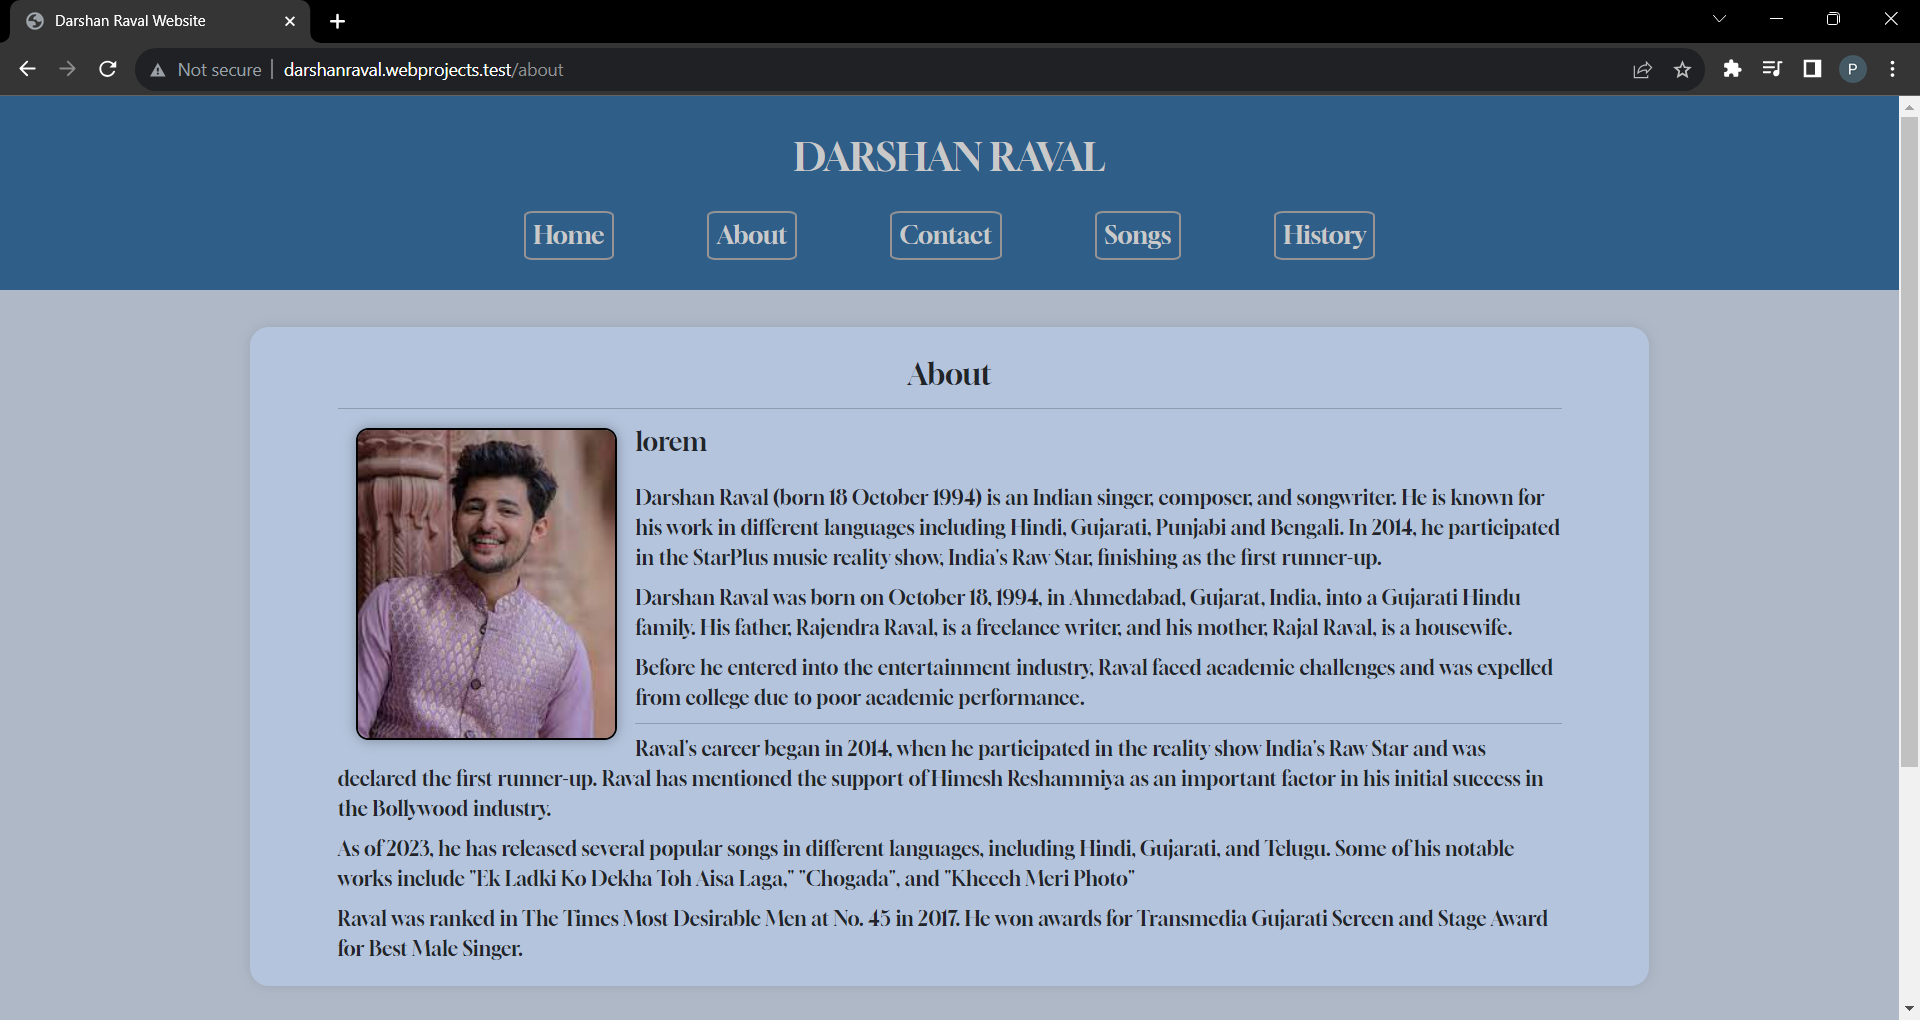 Darshan Raval Website
Not secure
darshanraval.webprojects.test/about
P
DARSHAN RAVAL
Home
About
Contact
Songs
History
About
lorem
Darshan Raval (born 18 October 1994) is an Indian singer, composer, and songwriter. He is known for
his work in different languages including Hindi, Gujarati, Punjabi and Bengali. In 2014, he participated
in the StarPlus music reality show, India's Raw Star, finishing as the first runner-up.
Darshan Raval was born on October 18, 1994, in Ahmedabad, Gujarat, India, into a Gujarati Hindu
family. His father, Rajendra Raval, is a freelance writer, and his mother, Rajal Raval, is a housewife.
Before he entered into the entertainment industry, Raval faced academic challenges and was expelled
from college due to poor academic performance.
Raval's career began in 2014, when he participated in the reality show India's Raw Star and was
declared the first runner-up. Raval has mentioned the support of Himesh Reshammiya as an important factor in his initial success in
the Bollywood industry.
As of 2023, he has released several popular songs in different languages, including Hindi, Gujarati, and Telugu. Some of his notable
works include "Ek Ladki Ko Dekha Toh Aisa Laga," "Chogada", and "Kheech Meri Photo"
Raval was ranked in The Times Most Desirable Men at No. 45 in 2017. He won awards for Transmedia Gujarati Screen and Stage Award
for Best Male Singer.